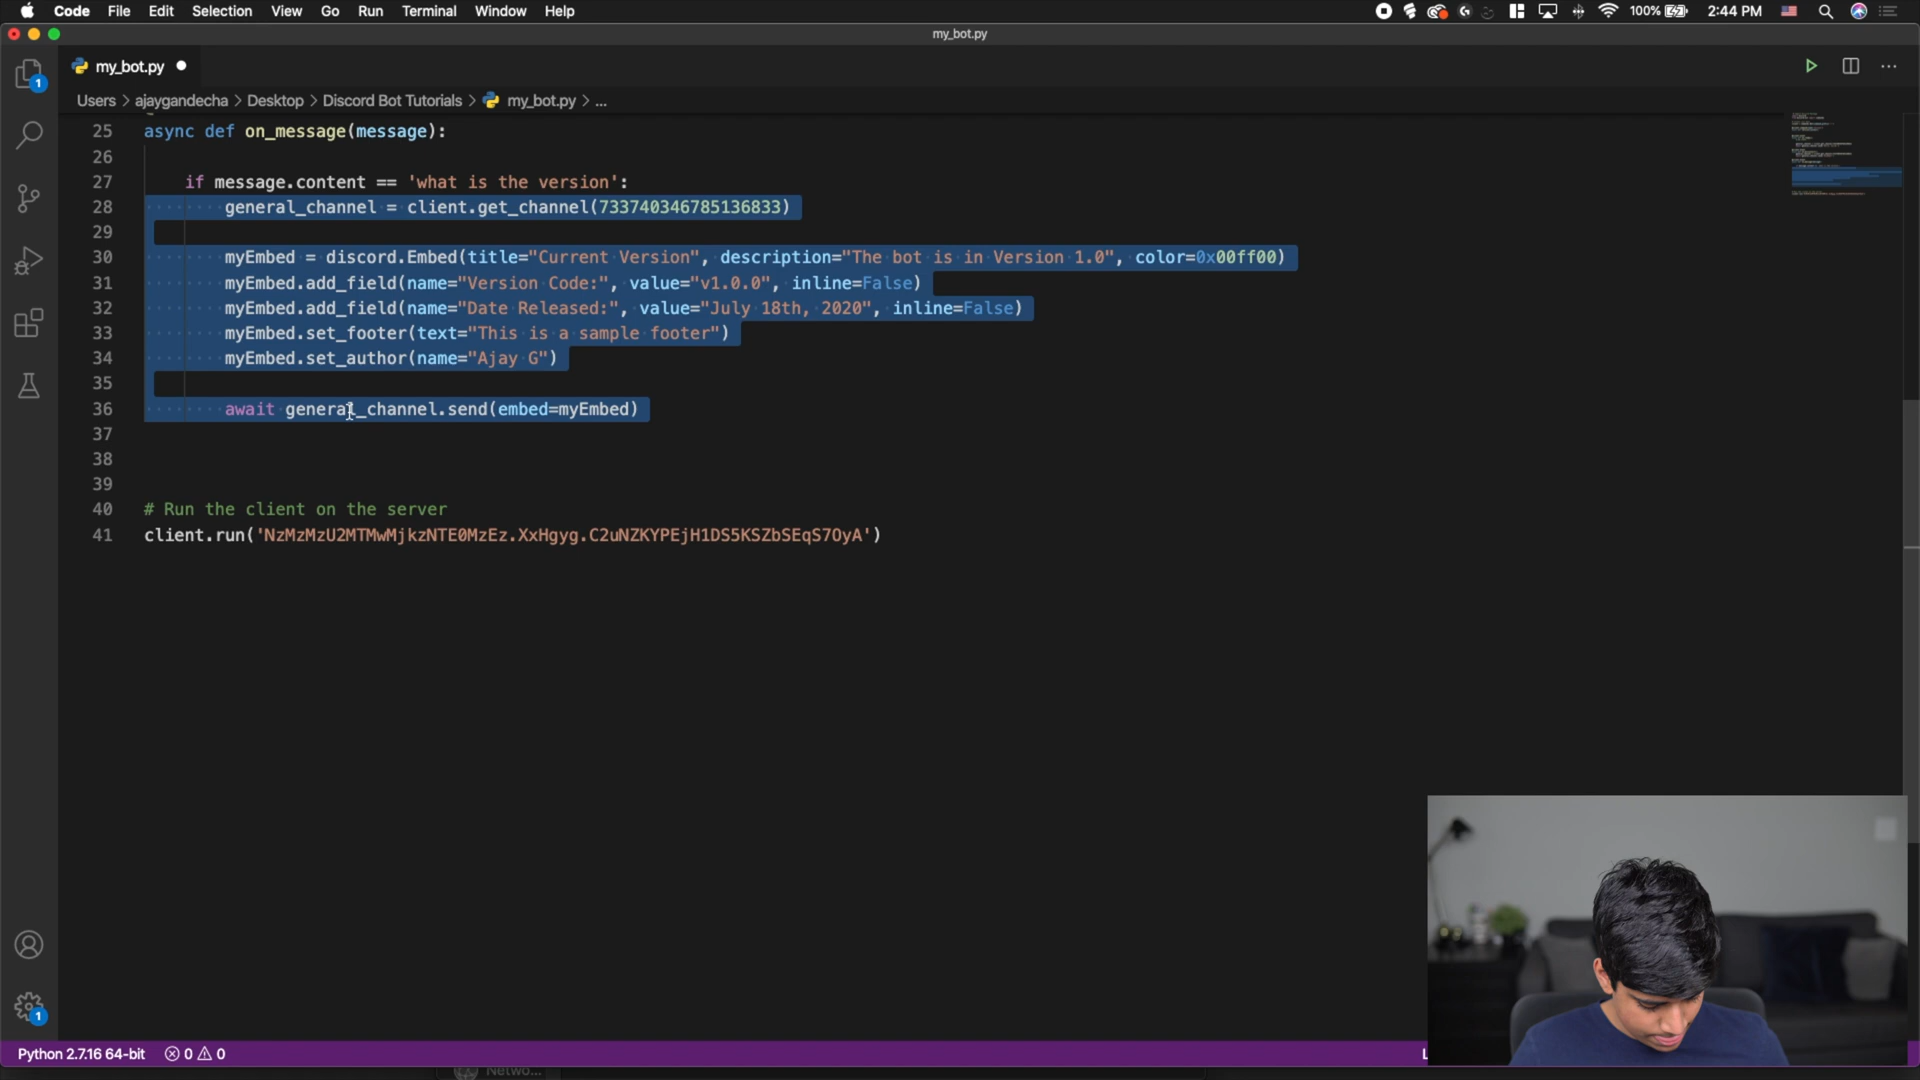 Code File Edit Selection View Go Run Terminal Window Help 100% 2:44 PM
my_bot.py
my_bot.py
Users > ajaygandecha > Desktop > Discord Bot Tutorials > my_bot.py > ...
1
25 async def on_message(message):
26
27 if message.content == 'what is the version':
28 general_channel = client.get_channel(733740346785136833)
29
30 myEmbed = discord.Embed(title="Current Version", description="The bot is in Version 1.0", color=0x00ff00)
31 myEmbed.add_field(name="Version Code:", value="v1.0.0", inline=False)
32 myEmbed.add_field(name="Date Released:", value="July 18th, 2020", inline=False)
33 myEmbed.set_footer(text="This is a sample footer")
34 myEmbed.set_author(name="Ajay G")
35
36 await general_channel.send(embed=myEmbed)
37
38
39
40 # Run the client on the server
41 client.run('NzMzMzU2MTMwMjkzNTE0MzEz.XxHgyg.C2uNZKYPEjH1DS5KSZbSEqS7OyA')
1
Python 2.7.16 64-bit 0 0
Netwo...